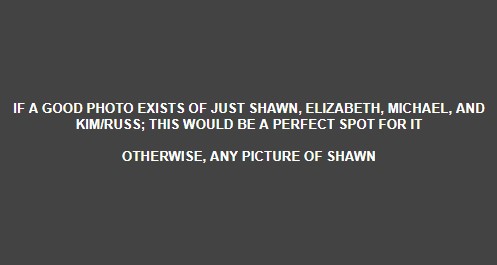 IF A GOOD PHOTO EXISTS OF JUST SHAWN, ELIZABETH, MICHAEL, AND
KIM/RUSS; THIS WOULD BE A PERFECT SPOT FOR IT
OTHERWISE, ANY PICTURE OF SHAWN